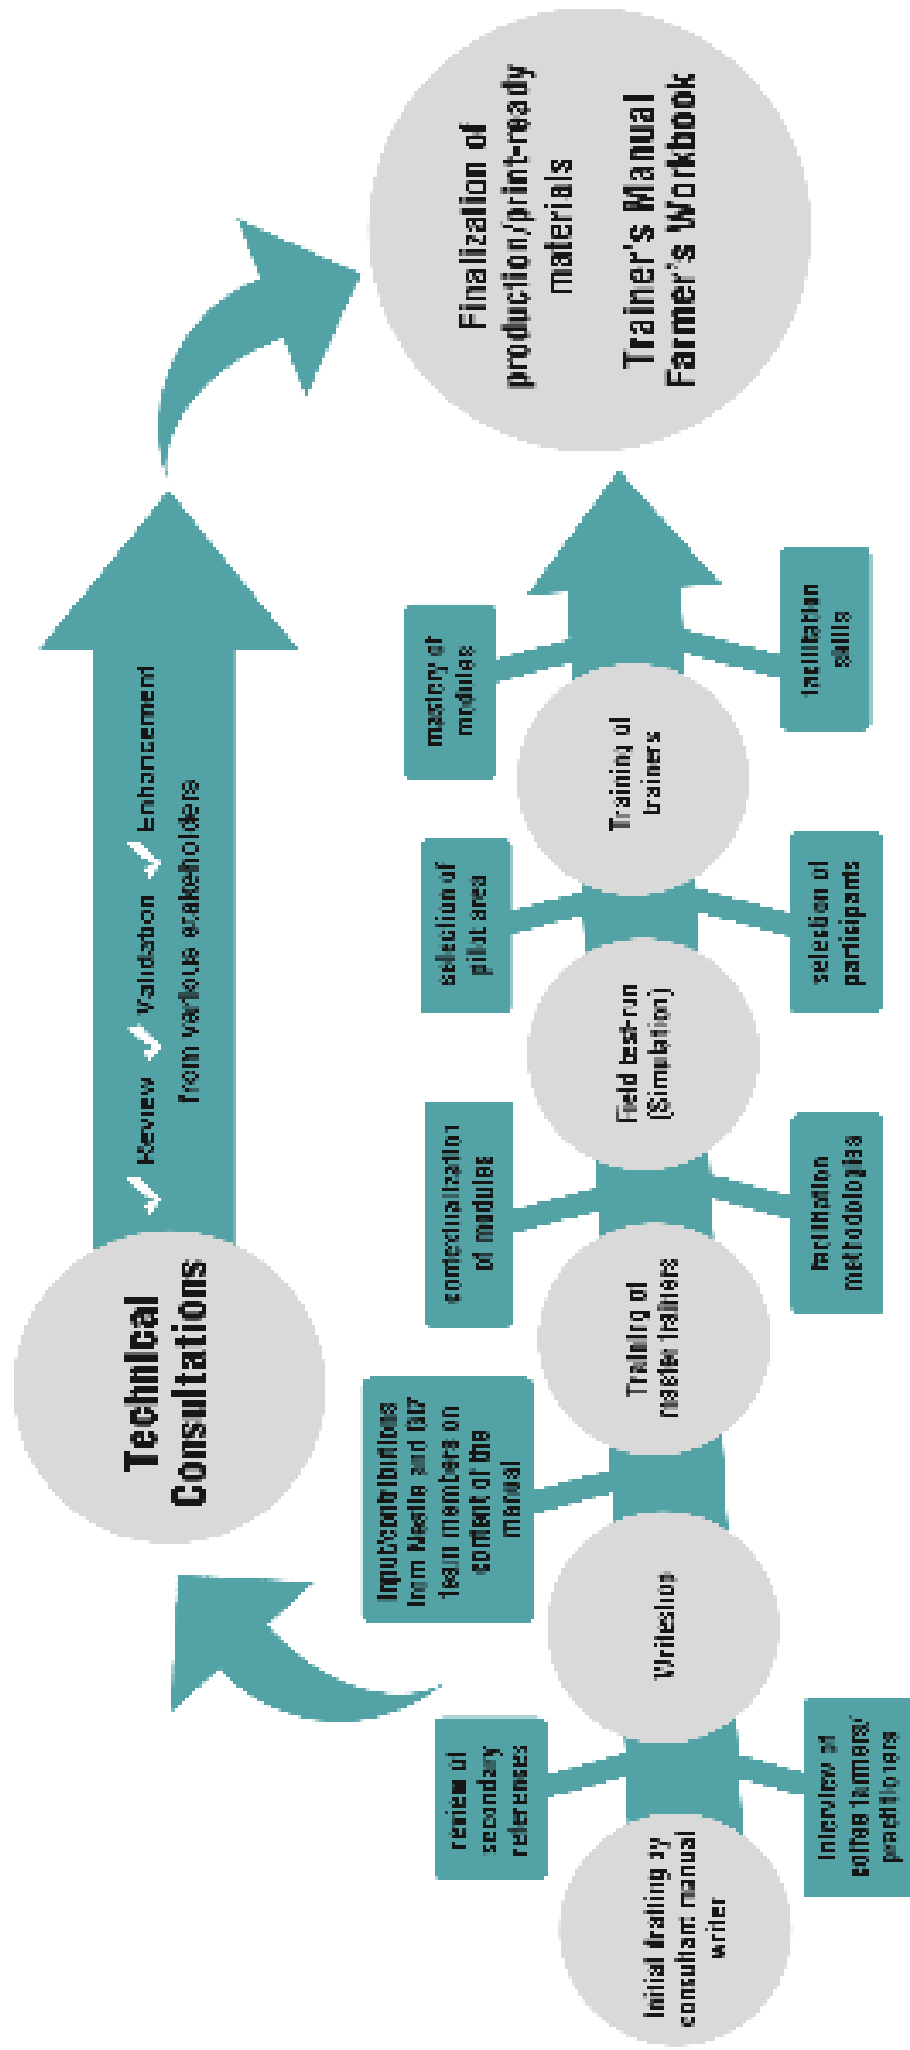 Technical
Consultations
Review Validation Enhancement
from various stakeholders
Finalization of
production/print-ready
materials
Trainer's Manual
Farmer's Workbook
Initial drafting by
consultant manual
writer
review of
secondary
references
Interview of
coffee farmers/
practitioners
Writeshop
Input/contributions
from Nestle and GIZ
team members on
content of the
manual
Training of
master trainers
contextualization
of modules
facilitation
methodologies
Field test-run
(Simulation)
selection of
pilot area
selection of
participants
Training of
trainers
mastery of
modules
facilitation
skills